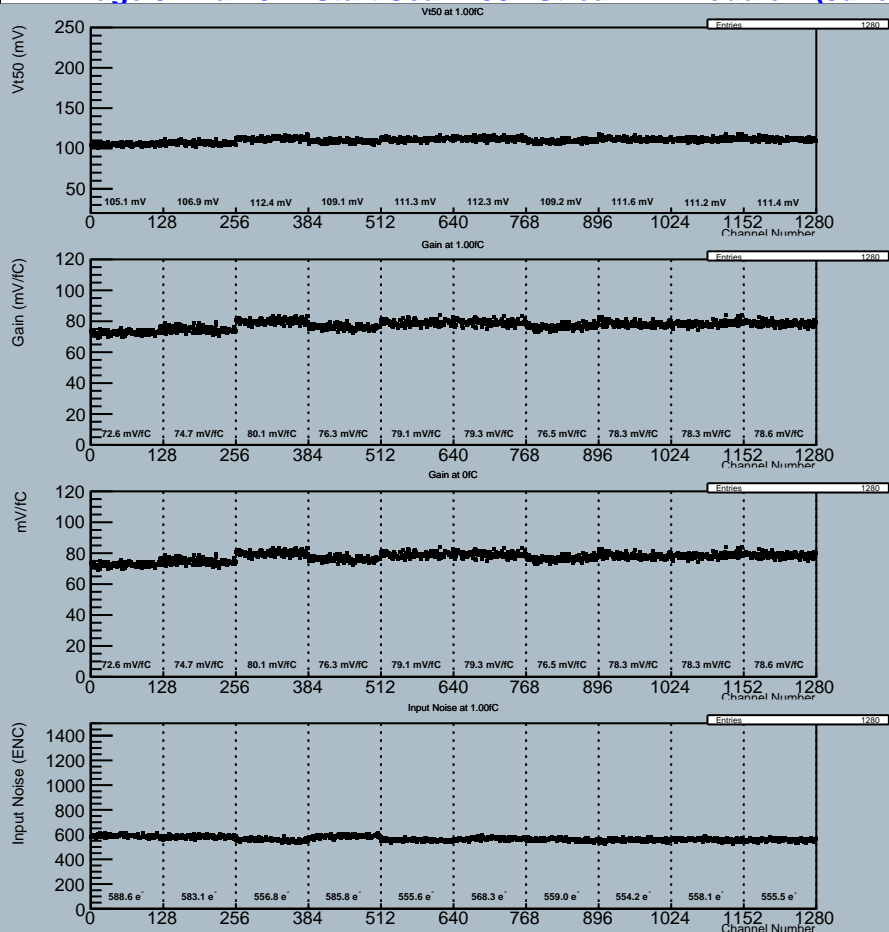 Vt50 at 1.00fC
Entries 1280
Vt50 (mV)
250
200
150
100
50
105.1 mV 106.9 mV 112.4 mV 109.1 mV 111.3 mV 112.3 mV 109.2 mV 111.6 mV 111.2 mV 111.4 mV
0 128 256 384 512 640 768 896 1024 1152 1280
Channel Number
Gain at 1.00fC
Entries 1280
Gain (mV/fC)
120
100
80
60
40
20
0
72.6 mV/fC 74.7 mV/fC 80.1 mV/fC 76.3 mV/fC 79.1 mV/fC 79.3 mV/fC 76.5 mV/fC 78.3 mV/fC 78.3 mV/fC 78.6 mV/fC
0 128 256 384 512 640 768 896 1024 1152 1280
Channel Number
Gain at 0fC
Entries 1280
mV/fC
120
100
80
60
40
20
0
72.6 mV/fC 74.7 mV/fC 80.1 mV/fC 76.3 mV/fC 79.1 mV/fC 79.3 mV/fC 76.5 mV/fC 78.3 mV/fC 78.3 mV/fC 78.6 mV/fC
0 128 256 384 512 640 768 896 1024 1152 1280
Channel Number
Input Noise at 1.00fC
Entries 1280
Input Noise (ENC)
1400
1200
1000
800
600
400
200
0
588.6 e⁻ 583.1 e⁻ 556.8 e⁻ 585.8 e⁻ 555.6 e⁻ 568.3 e⁻ 559.0 e⁻ 554.2 e⁻ 558.1 e⁻ 555.5 e⁻
0 128 256 384 512 640 768 896 1024 1152 1280
Channel Number